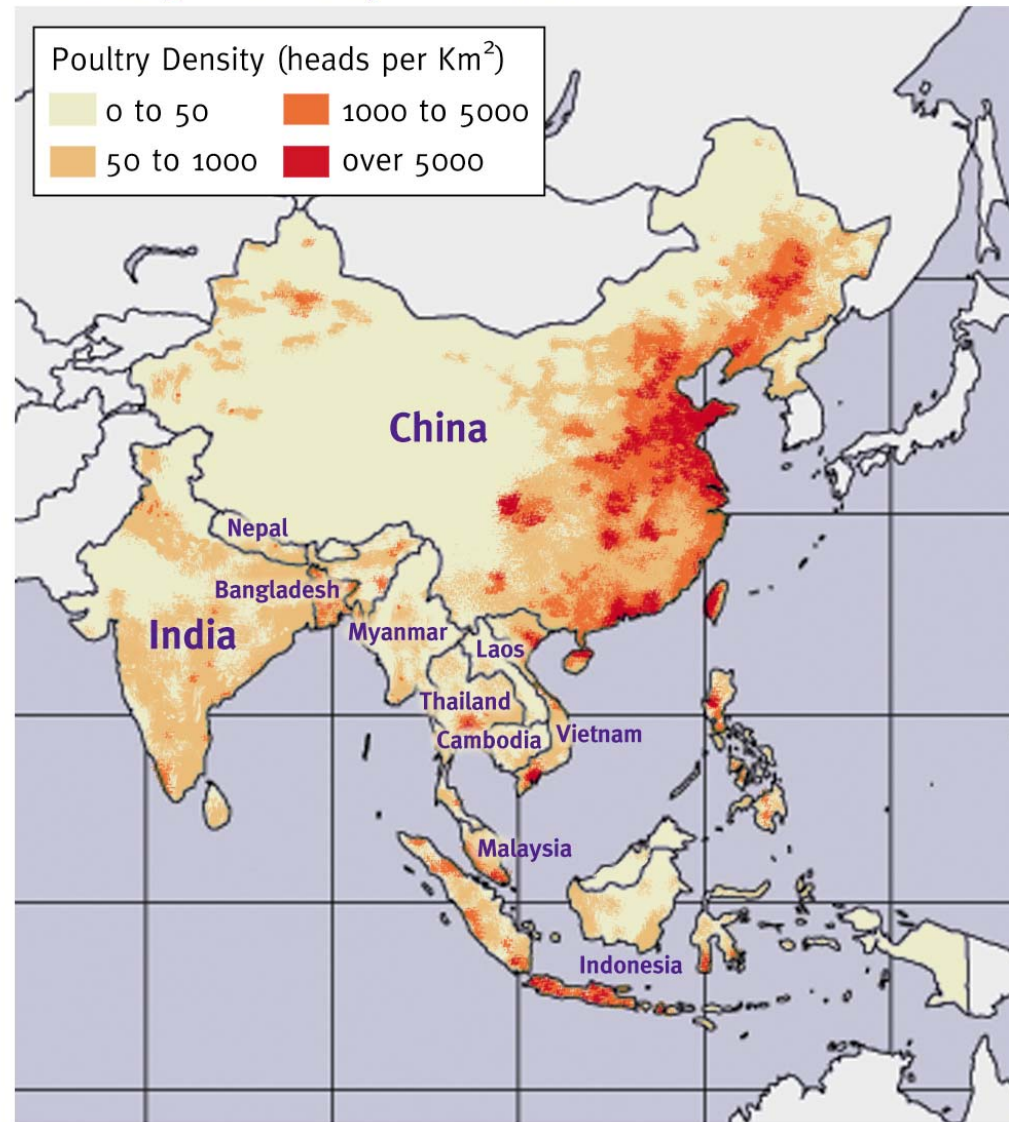 Poultry Density (heads per Km²)
0 to 50
1000 to 5000
50 to 1000
over 5000
China
Nepal
Bangladesh
India
Myanmar
Laos
Thailand
Cambodia
Vietnam
Malaysia
Indonesia